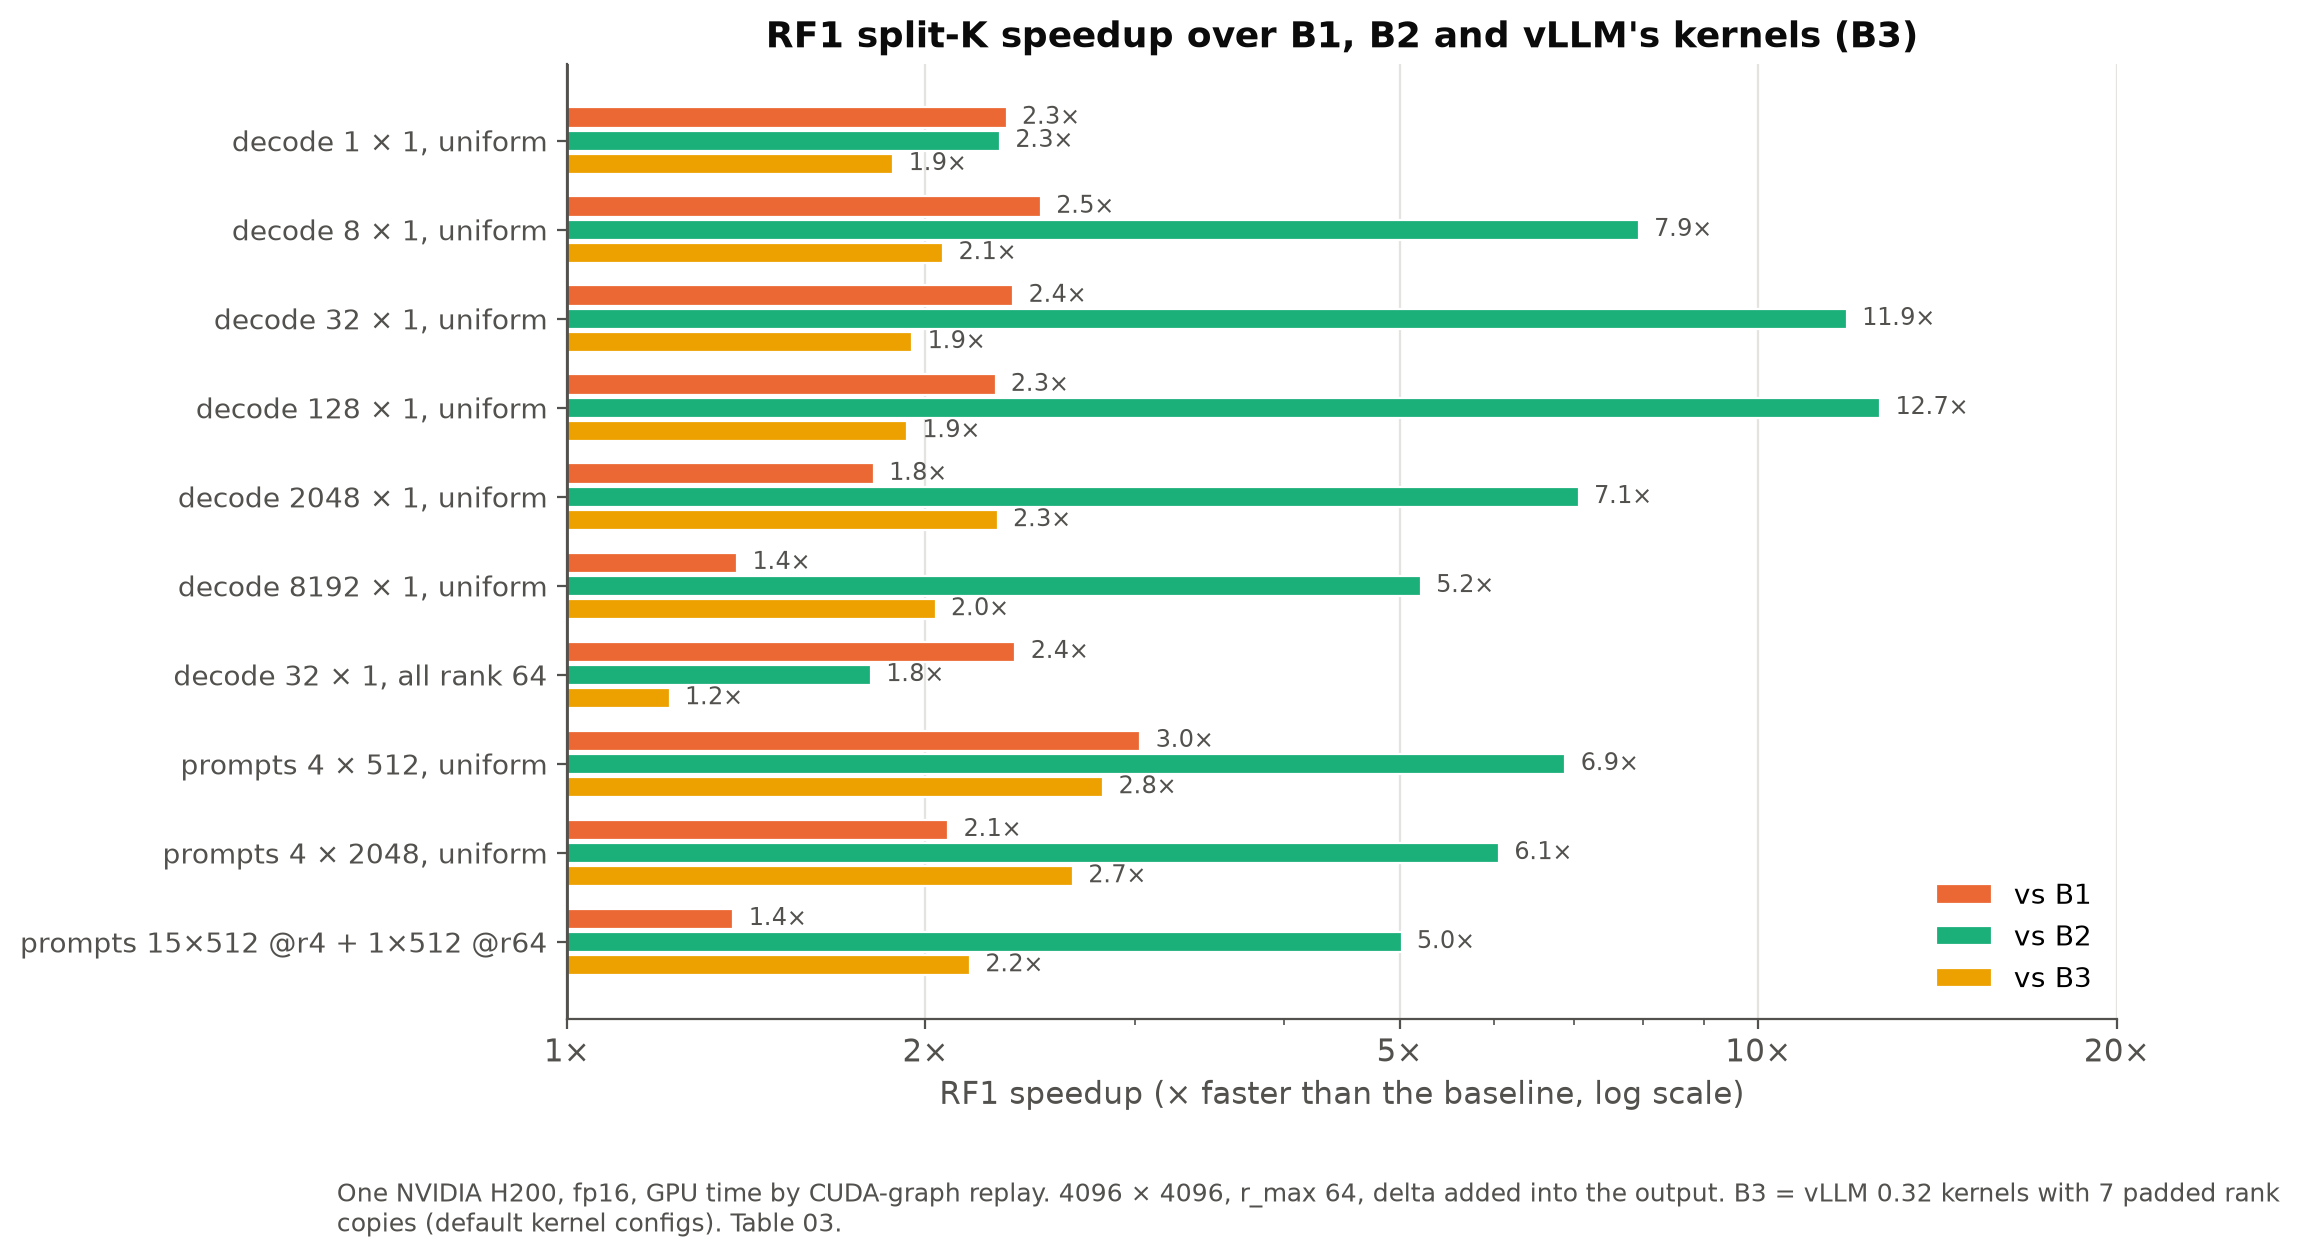 RF1 split-K speedup over B1, B2 and vLLM's kernels (B3)
decode 1 × 1, uniform
2.3×
2.3×
1.9×
decode 8 × 1, uniform
2.5×
7.9×
2.1×
decode 32 × 1, uniform
2.4×
11.9×
1.9×
decode 128 × 1, uniform
2.3×
12.7×
1.9×
decode 2048 × 1, uniform
1.8×
7.1×
2.3×
decode 8192 × 1, uniform
1.4×
5.2×
2.0×
decode 32 × 1, all rank 64
2.4×
1.8×
1.2×
prompts 4 × 512, uniform
3.0×
6.9×
2.8×
prompts 4 × 2048, uniform
2.1×
6.1×
2.7×
prompts 15×512 @r4 + 1×512 @r64
1.4×
5.0×
2.2×
vs B1
vs B2
vs B3
1× 2× 5× 10× 20×
RF1 speedup (× faster than the baseline, log scale)
One NVIDIA H200, fp16, GPU time by CUDA-graph replay. 4096 × 4096, r_max 64, delta added into the output. B3 = vLLM 0.32 kernels with 7 padded rank
copies (default kernel configs). Table 03.